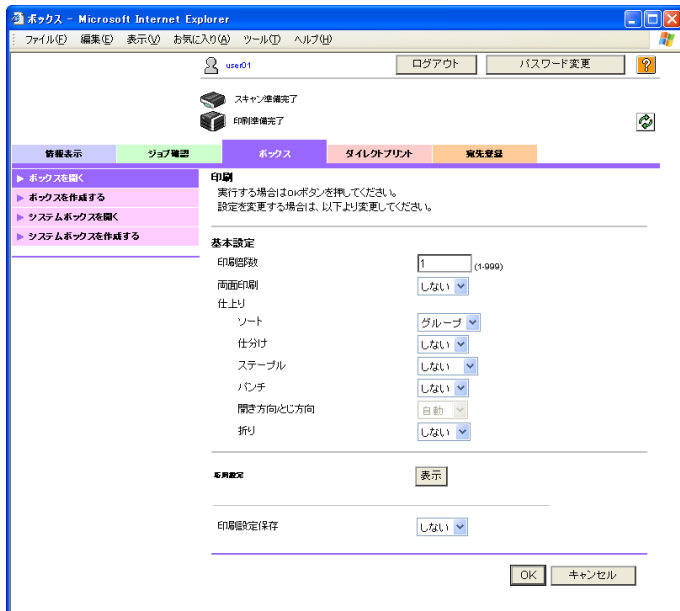 ボックス - Microsoft Internet Explorer
ファイル(F) 編集(E) 表示(V) お気に入り(A) ツール(T) ヘルプ(H)
user01 ログアウト パスワード変更 ?
スキャン準備完了
印刷準備完了
情報表示 ジョブ確認 ボックス ダイレクトプリント 宛先登録
ボックスを開く
ボックスを作成する
システムボックスを開く
システムボックスを作成する
印刷
実行する場合はOKボタンを押してください。
設定を変更する場合は、以下より変更してください。
基本設定
印刷部数 1 (1-999)
両面印刷 しない
仕上り
ソート グループ
仕分け しない
ステープル しない
パンチ しない
開き方向/とじ方向 自動
折り しない
応用設定 表示
印刷設定保存 しない
OK キャンセル